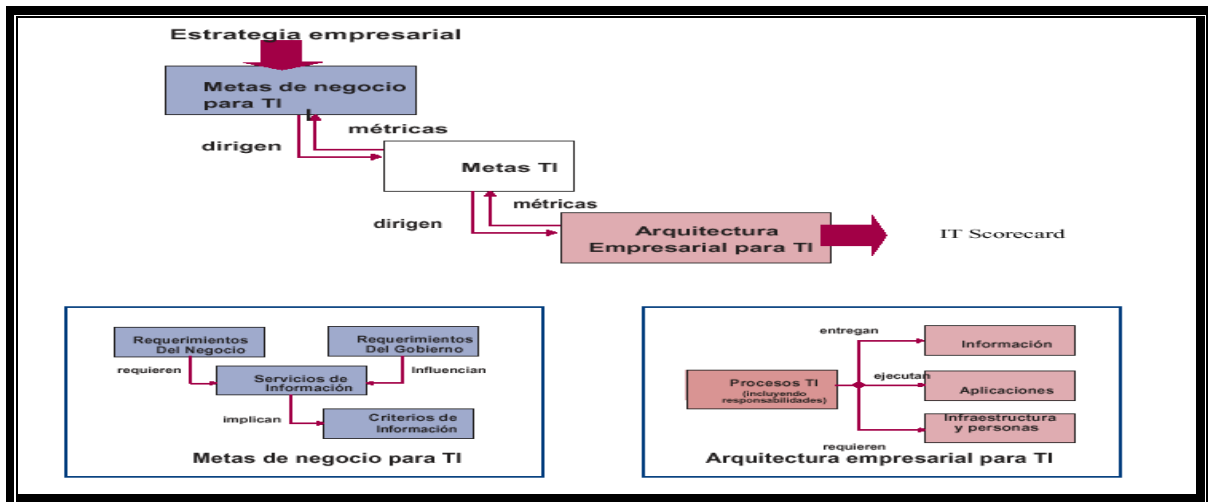 Estrategia empresarial
Metas de negocio
para TI
métricas
dirigen
Metas TI
métricas
dirigen
Arquitectura
Empresarial para TI
IT Scorecard
Requerimientos
Del Negocio
Requerimientos
Del Gobierno
requieren
Influencian
Servicios de
Información
implican
Criterios de
Información
Metas de negocio para TI
entregan
Información
Procesos TI
(incluyendo
responsabilidades)
ejecutan
Aplicaciones
Infraestructura
y personas
requieren
Arquitectura empresarial para TI